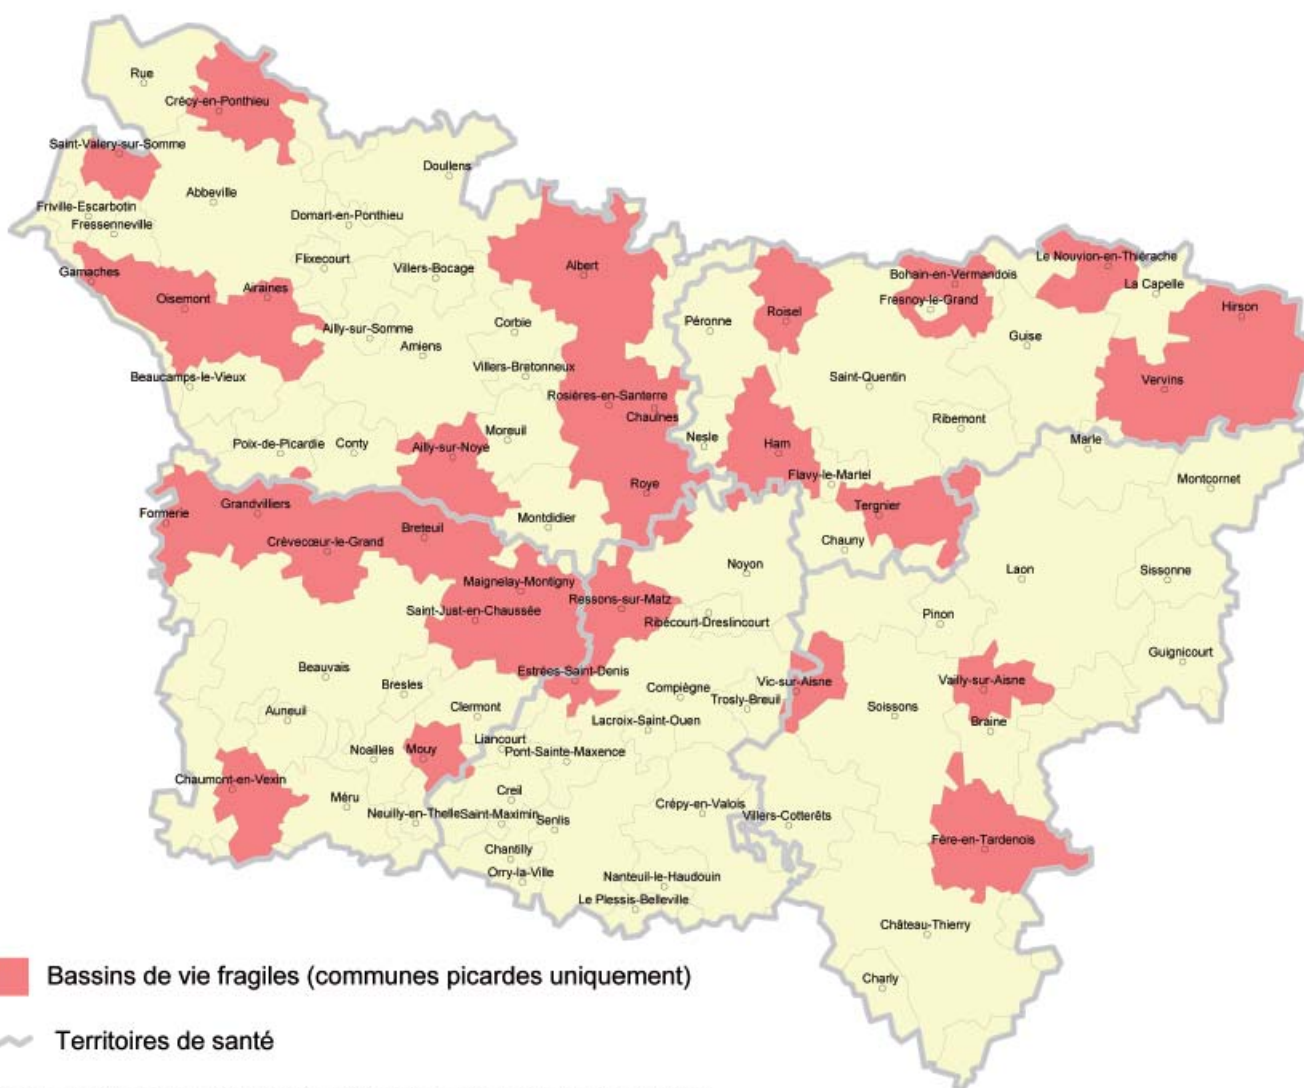 Rue
Crécy-en-Ponthieu
Saint-Valery-sur-Somme
Doullens
Abbeville
Friville-Escarbotin
Domart-en-Ponthieu
Fressenneville
Flixecourt
Villers-Bocage
Albert
Le Nouvion-en-Thiérache
Gamaches
Airaines
Oisemont
Bohain-en-Vermandois
La Capelle
Fresnoy-le-Grand
Hirson
Roisel
Péronne
Corbie
Ailly-sur-Somme
Amiens
Guise
Villers-Bretonneux
Beaucamps-le-Vieux
Saint-Quentin
Vervins
Rosières-en-Santerre
Chaulnes
Ribemont
Moreuil
Nesle
Ham
Marle
Poix-de-Picardie
Conty
Ailly-sur-Noye
Flavy-le-Martel
Montcornet
Roye
Grandvilliers
Formerie
Tergnier
Montdidier
Breteuil
Crèvecœur-le-Grand
Chauny
Noyon
Laon
Sissonne
Maignelay-Montigny
Ressons-sur-Matz
Saint-Just-en-Chaussée
Ribécourt-Dreslincourt
Pinon
Guignicourt
Beauvais
Estrées-Saint-Denis
Bresles
Compiègne
Vic-sur-Aisne
Vailly-sur-Aisne
Trosly-Breuil
Auneuil
Clermont
Soissons
Lacroix-Saint-Ouen
Braine
Liancourt
Noailles
Mouy
Pont-Sainte-Maxence
Chaumont-en-Vexin
Creil
Méru
Crépy-en-Valois
Neuilly-en-Thelle
Saint-Maximin
Senlis
Villers-Cotterêts
Fère-en-Tardenois
Chantilly
Orry-la-Ville
Nanteuil-le-Haudouin
Le Plessis-Belleville
Château-Thierry
Charly
Bassins de vie fragiles (communes picardes uniquement)
Territoires de santé